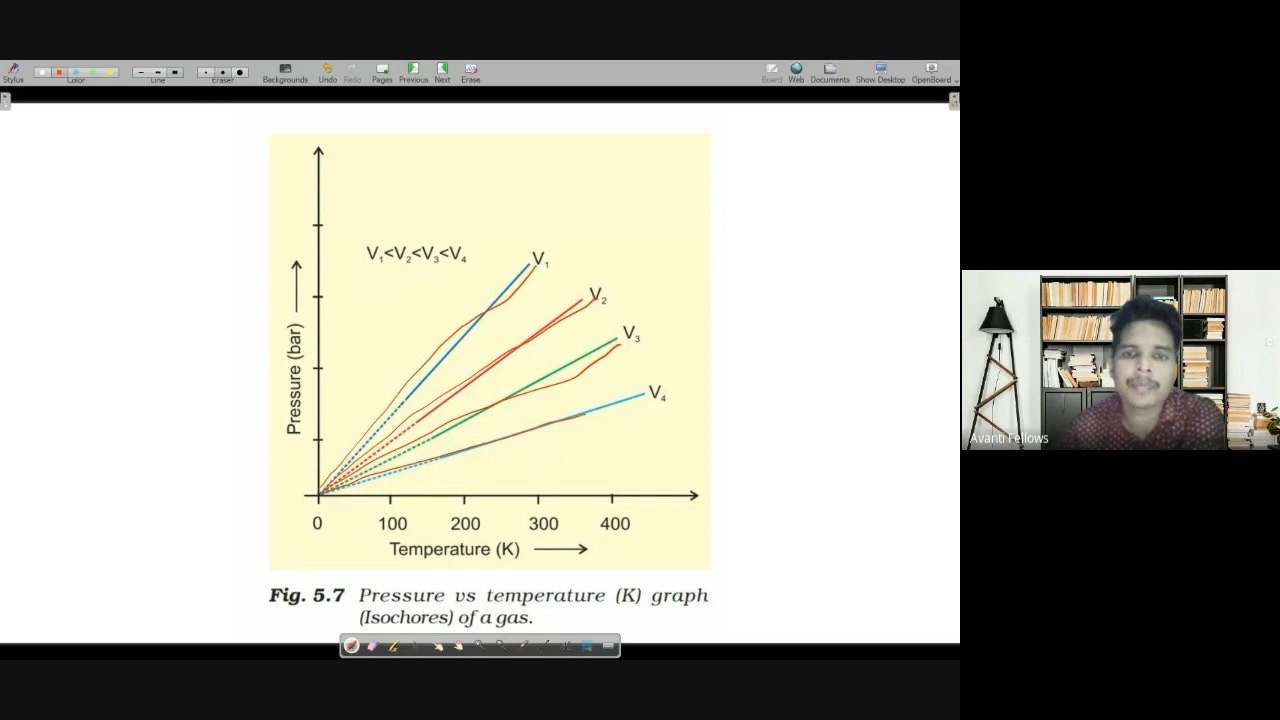 Stylus Color Line Eraser Backgrounds Undo Redo Pages Previous Next Erase Board Web Documents Show Desktop OpenBoard
V₁<V₂<V₃<V₄
V₁
V₂
V₃
V₄
Pressure (bar)
0 100 200 300 400
Temperature (K)
Fig. 5.7 Pressure vs temperature (K) graph
(Isochores) of a gas.
Avanti Fellows